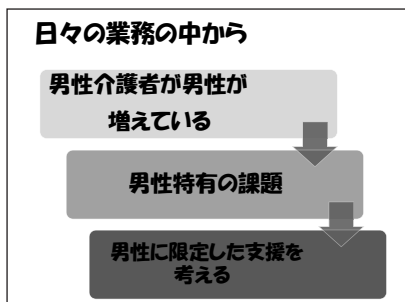 日々の業務の中から
男性介護者が男性が
増えている
男性特有の課題
男性に限定した支援を
考える